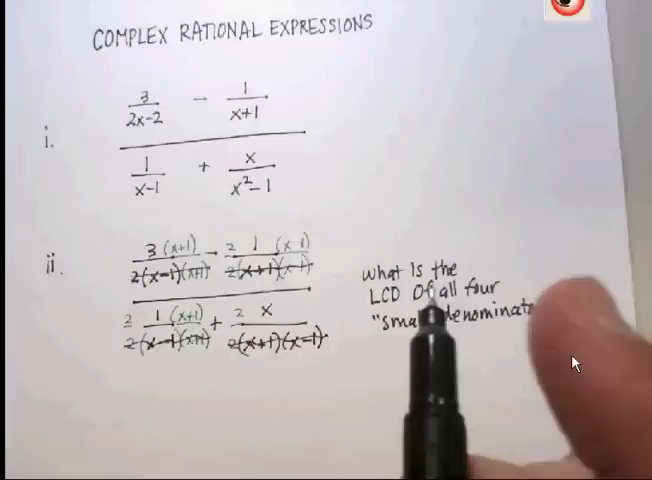 COMPLEX RATIONAL EXPRESSIONS
i.
3/(2x-2) - 1/(x+1)
1/(x-1) + x/(x²-1)
ii.
3(x+1)/2(x-1)(x+1) - 2 1(x-1)/2(x+1)(x-1)
2 1(x+1)/2(x-1)(x+1) + 2 x/2(x+1)(x-1)
What is the
LCD Of all four